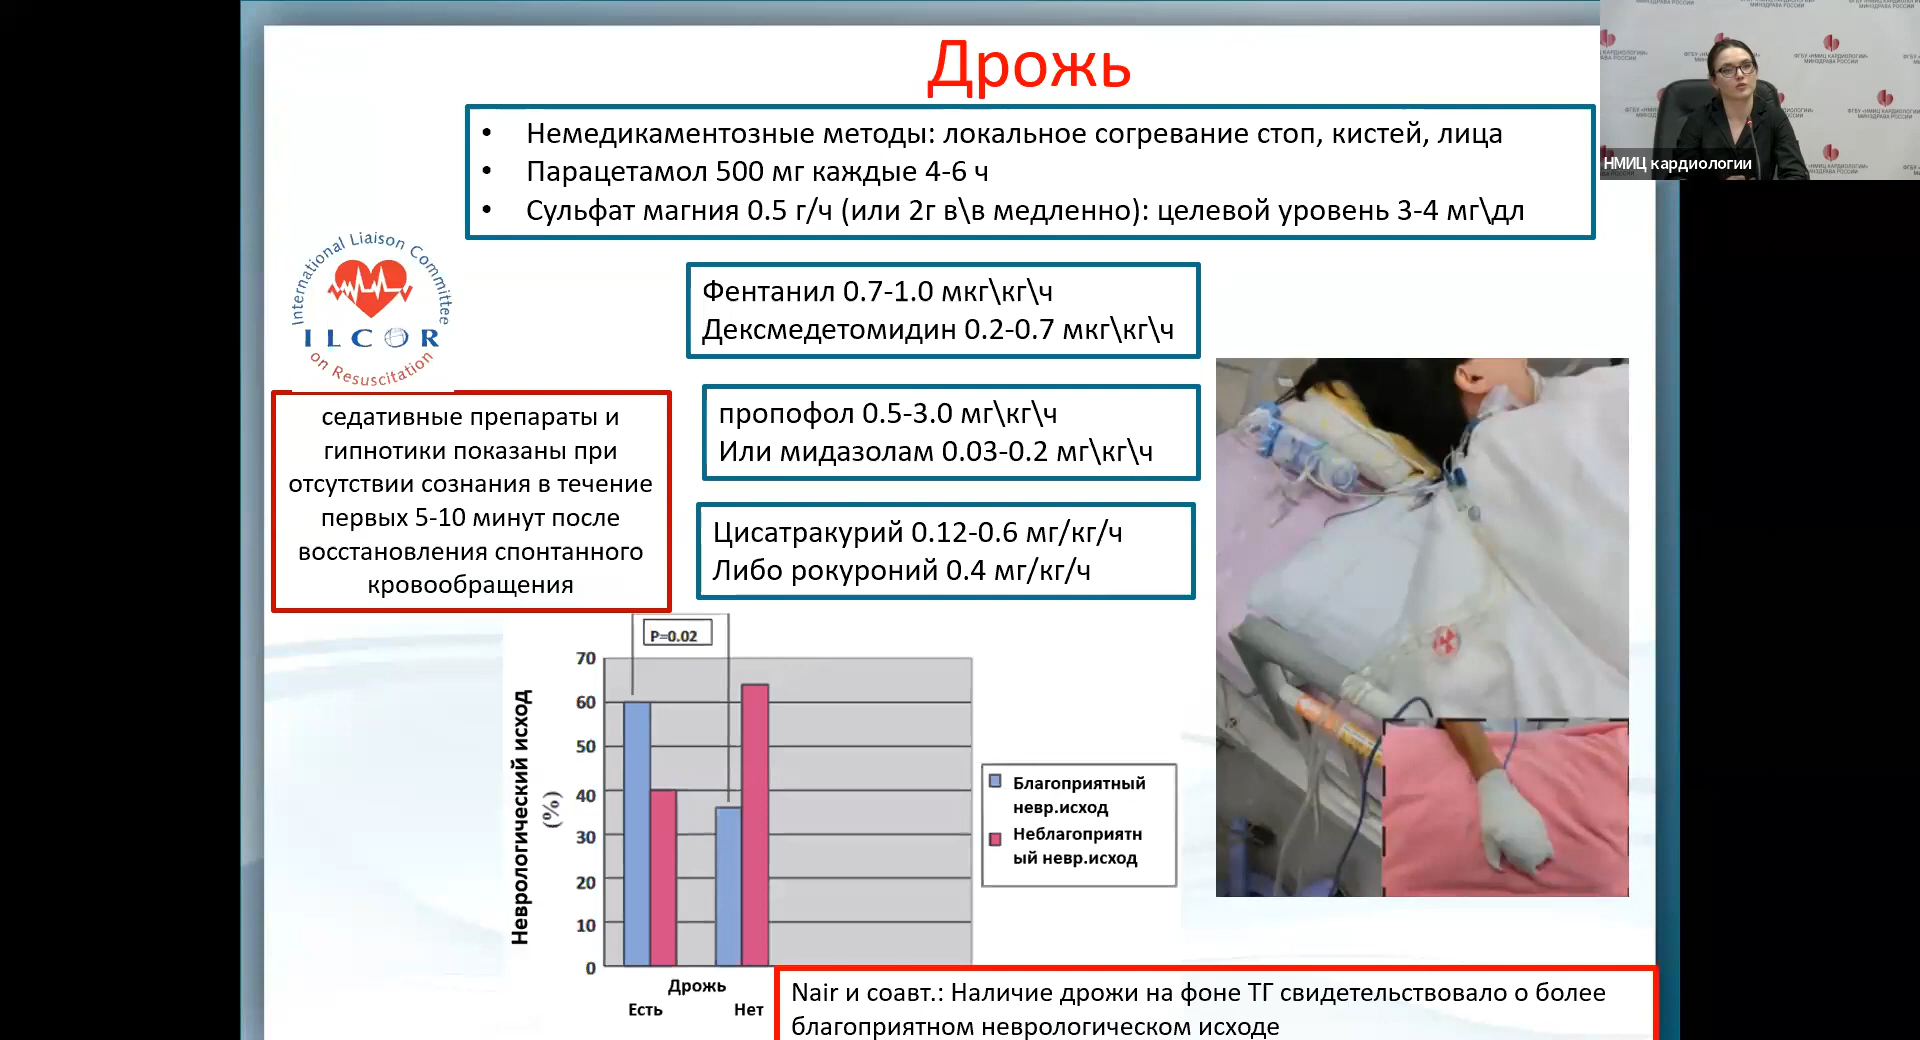 Дрожь
• Немедикаментозные методы: локальное согревание стоп, кистей, лица
• Парацетамол 500 мг каждые 4-6 ч
• Сульфат магния 0.5 г/ч (или 2г в\в медленно): целевой уровень 3-4 мг\дл
НМИЦ кардиологии
International Liaison Committee
ILCOR
on Resuscitation
Фентанил 0.7-1.0 мкг\кг\ч
Дексмедетомидин 0.2-0.7 мкг\кг\ч
седативные препараты и
гипнотики показаны при
отсутствии сознания в течение
первых 5-10 минут после
восстановления спонтанного
кровообращения
пропофол 0.5-3.0 мг\кг\ч
Или мидазолам 0.03-0.2 мг\кг\ч
Цисатракурий 0.12-0.6 мг/кг/ч
Либо рокуроний 0.4 мг/кг/ч
P=0.02
Неврологический исход
(%)
70
60
50
40
30
20
10
0
Дрожь
Есть
Нет
Благоприятный
невр.исход
Неблагоприятн
ый невр.исход
Nair и соавт.: Наличие дрожи на фоне ТГ свидетельствовало о более
благоприятном неврологическом исходе